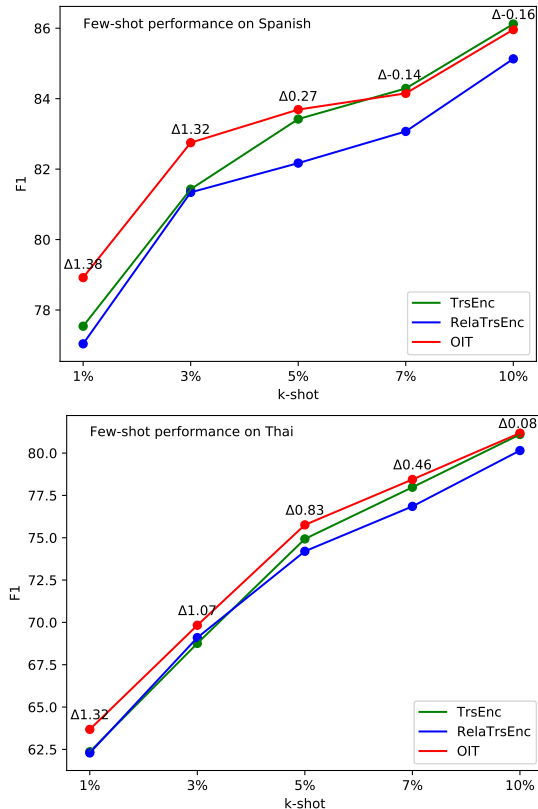 Few-shot performance on Spanish
Δ1.38
Δ1.32
Δ0.27
Δ-0.14
Δ-0.16
86
84
82
80
78
F1
TrsEnc
RelaTrsEnc
OIT
1%
3%
5%
7%
10%
k-shot
Few-shot performance on Thai
Δ1.32
Δ1.07
Δ0.83
Δ0.46
Δ0.08
80.0
77.5
75.0
72.5
70.0
67.5
65.0
62.5
F1
TrsEnc
RelaTrsEnc
OIT
1%
3%
5%
7%
10%
k-shot